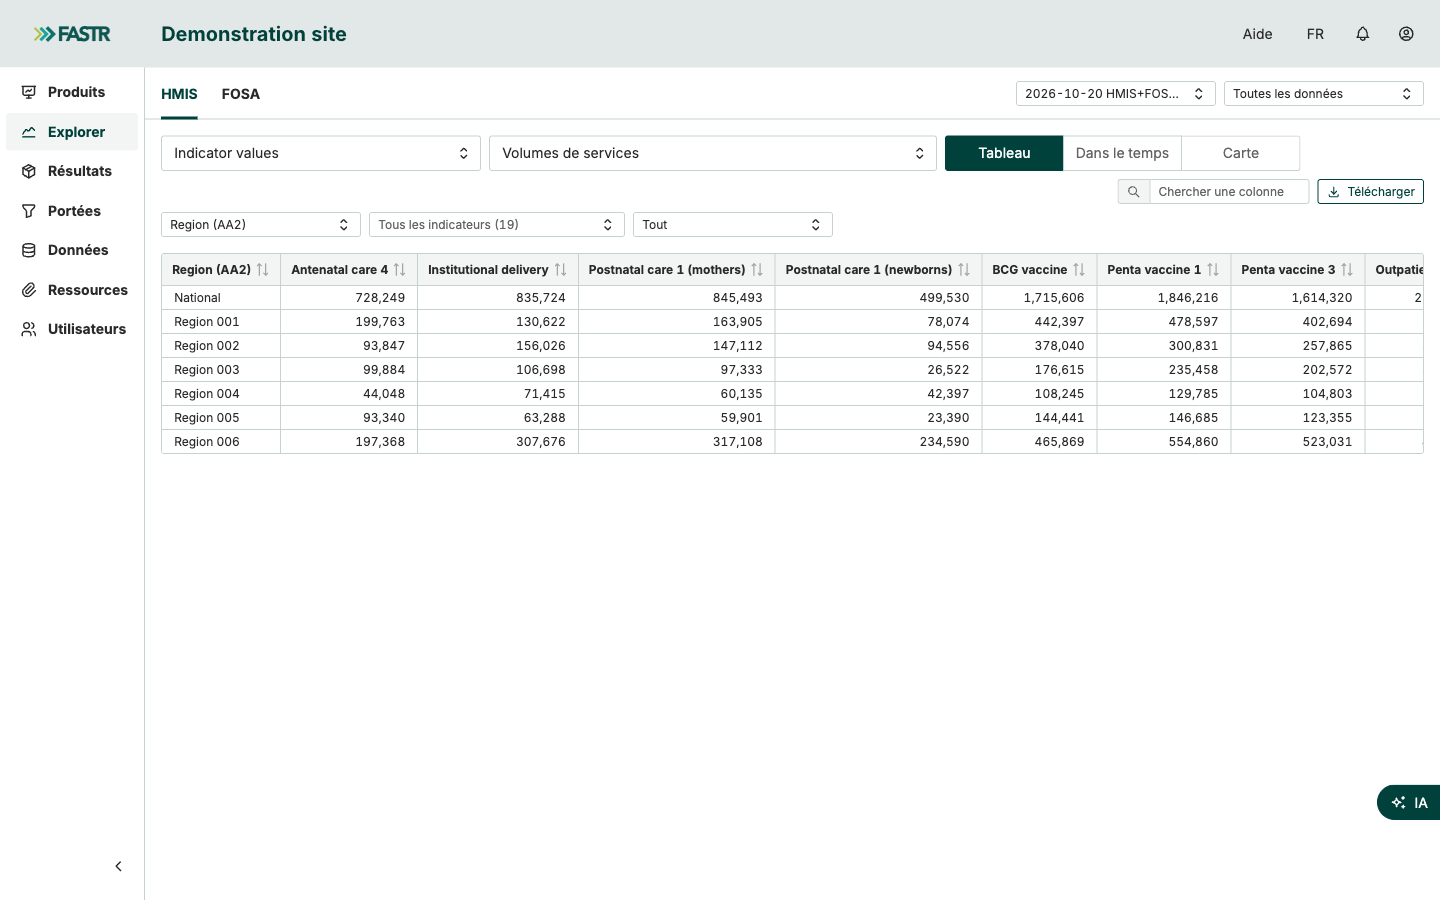 FASTR
Demonstration site
Aide
FR
Produits
Explorer
Résultats
Portées
Données
Ressources
Utilisateurs
HMIS
FOSA
2026-10-20 HMIS+FOS...
Toutes les données
Indicator values
Volumes de services
Tableau
Dans le temps
Carte
Chercher une colonne
Télécharger
Region (AA2)
Tous les indicateurs (19)
Tout
Region (AA2) Antenatal care 4 Institutional delivery Postnatal care 1 (mothers) Postnatal care 1 (newborns) BCG vaccine Penta vaccine 1 Penta vaccine 3
National 728,249 835,724 845,493 499,530 1,715,606 1,846,216 1,614,320
Region 001 199,763 130,622 163,905 78,074 442,397 478,597 402,694
Region 002 93,847 156,026 147,112 94,556 378,040 300,831 257,865
Region 003 99,884 106,698 97,333 26,522 176,615 235,458 202,572
Region 004 44,048 71,415 60,135 42,397 108,245 129,785 104,803
Region 005 93,340 63,288 59,901 23,390 144,441 146,685 123,355
Region 006 197,368 307,676 317,108 234,590 465,869 554,860 523,031
IA